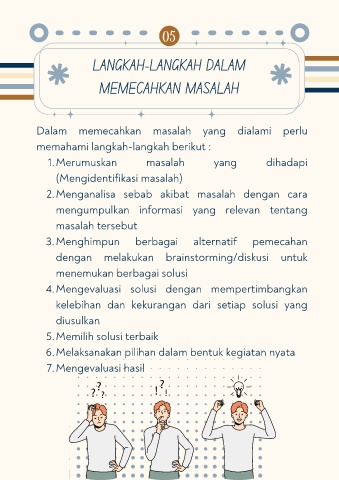 05
LANGKAH-LANGKAH DALAM
MEMECAHKAN MASALAH
Dalam memecahkan masalah yang dialami perlu
memahami langkah-langkah berikut :
1. Merumuskan masalah yang dihadapi
(Mengidentifikasi masalah)
2. Menganalisa sebab akibat masalah dengan cara
mengumpulkan informasi yang relevan tentang
masalah tersebut
3. Menghimpun berbagai alternatif pemecahan
dengan melakukan brainstorming/diskusi untuk
menemukan berbagai solusi
4. Mengevaluasi solusi dengan mempertimbangkan
kelebihan dan kekurangan dari setiap solusi yang
diusulkan
5. Memilih solusi terbaik
6. Melaksanakan pilihan dalam bentuk kegiatan nyata
7. Mengevaluasi hasil
???
?!?